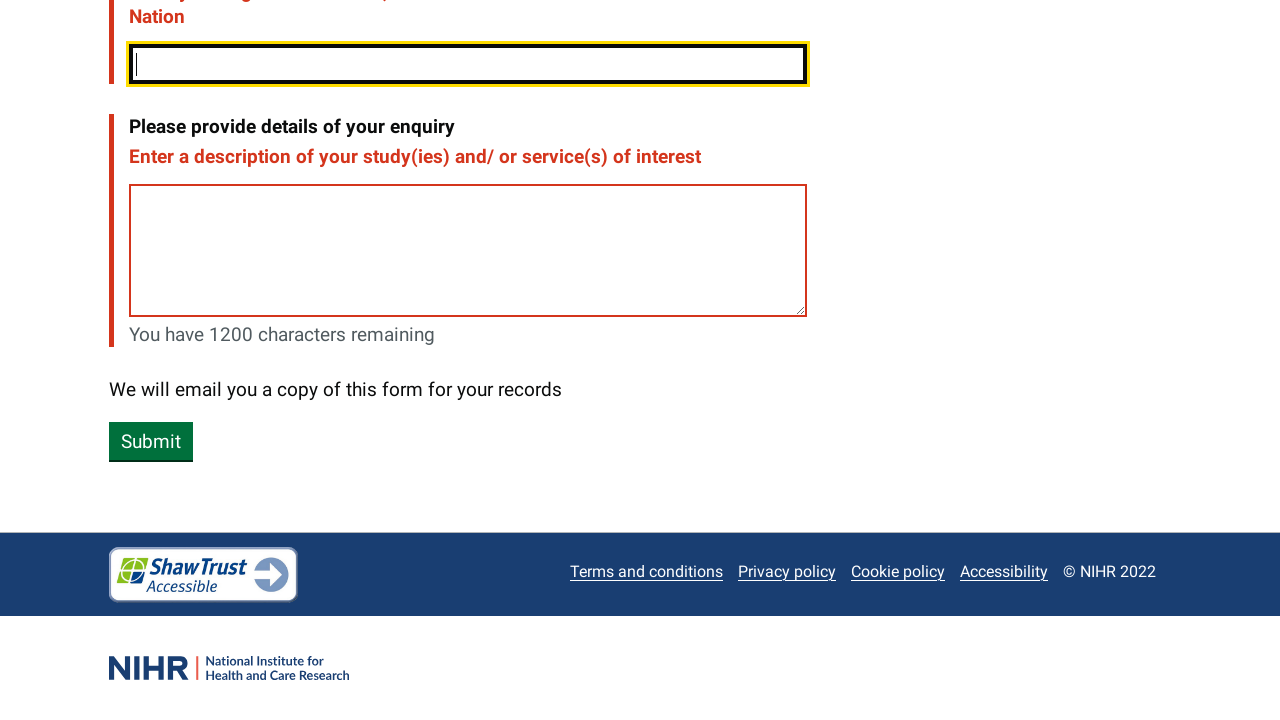 Nation
Please provide details of your enquiry
Enter a description of your study(ies) and/ or service(s) of interest
You have 1200 characters remaining
We will email you a copy of this form for your records
Submit
Shaw Trust
Accessible
Terms and conditions Privacy policy Cookie policy Accessibility © NIHR 2022
NIHR | National Institute for
Health and Care Research